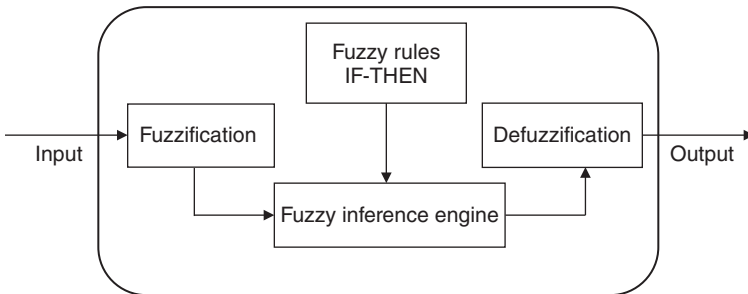 Fuzzy rules
IF-THEN
Fuzzification
Defuzzification
Input
Output
Fuzzy inference engine